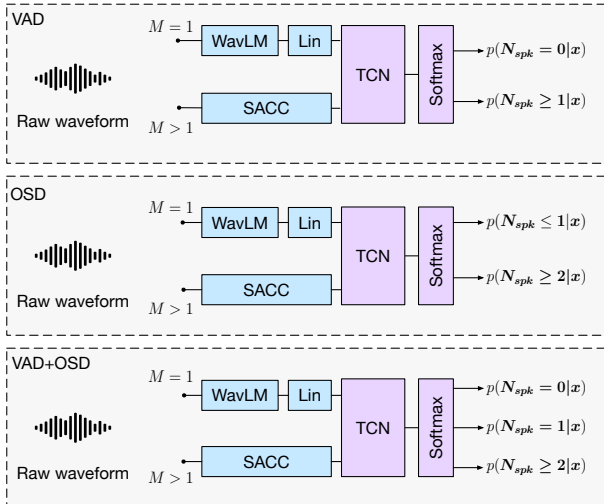 VAD
M = 1
WavLM
Lin
TCN
Softmax
p(N_spk = 0|x)
Raw waveform
SACC
M > 1
p(N_spk ≥ 1|x)
OSD
M = 1
WavLM
Lin
TCN
Softmax
p(N_spk ≤ 1|x)
Raw waveform
SACC
M > 1
p(N_spk ≥ 2|x)
VAD+OSD
M = 1
WavLM
Lin
TCN
Softmax
p(N_spk = 0|x)
p(N_spk = 1|x)
Raw waveform
SACC
M > 1
p(N_spk ≥ 2|x)